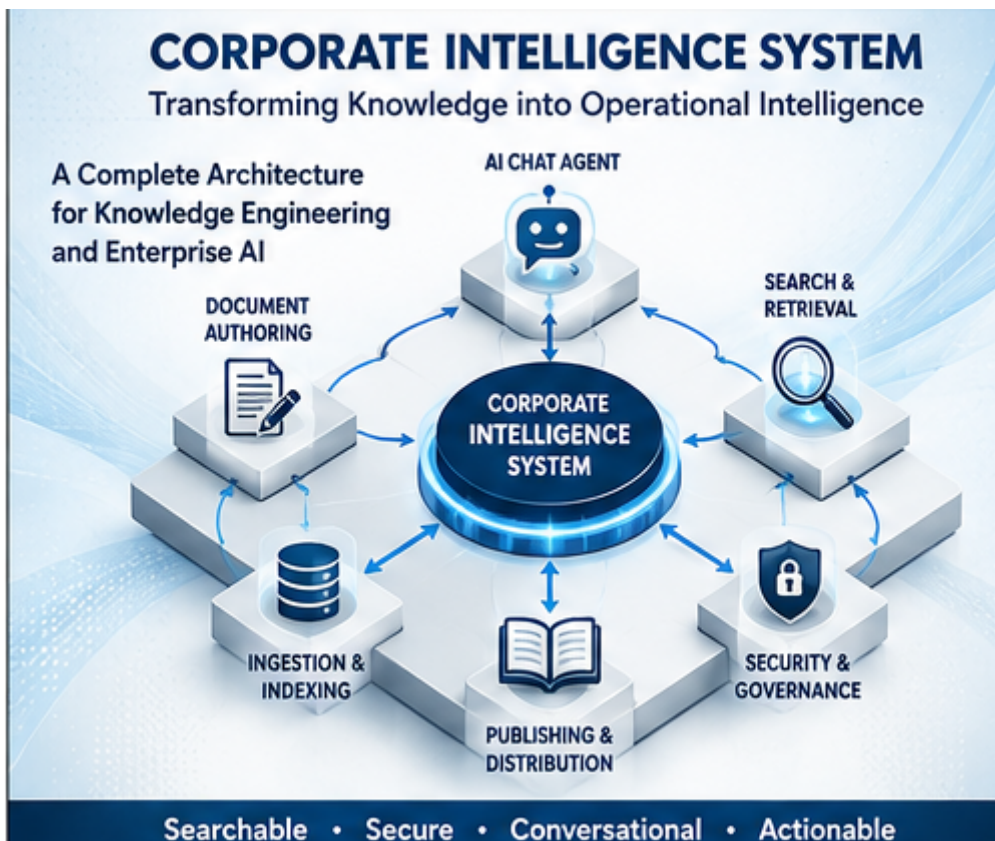 CORPORATE INTELLIGENCE SYSTEM
Transforming Knowledge into Operational Intelligence
A Complete Architecture
for Knowledge Engineering
and Enterprise AI
AI CHAT AGENT
DOCUMENT
AUTHORING
SEARCH &
RETRIEVAL
CORPORATE
INTELLIGENCE
SYSTEM
INGESTION &
INDEXING
PUBLISHING &
DISTRIBUTION
SECURITY &
GOVERNANCE
Searchable • Secure • Conversational • Actionable